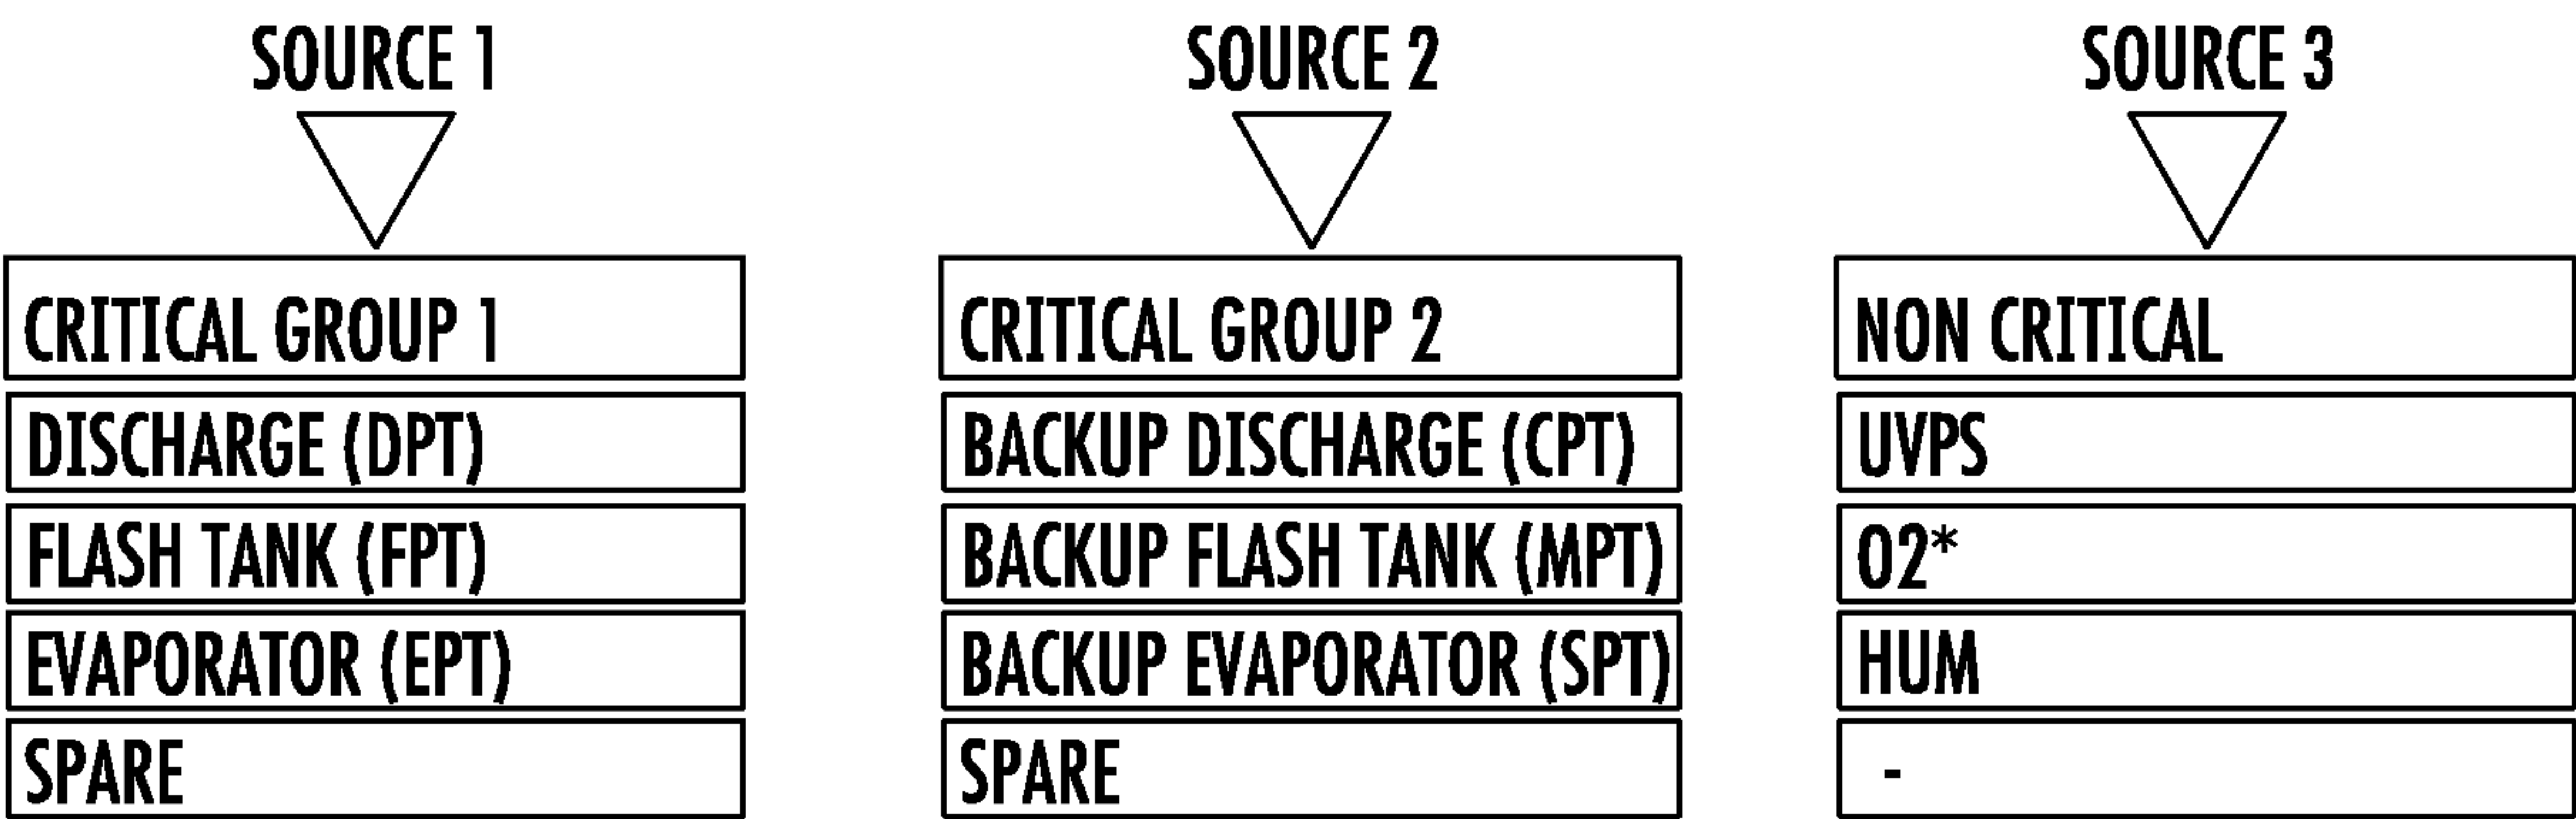 SOURCE 1
CRITICAL GROUP 1
DISCHARGE (DPT)
FLASH TANK (FPT)
EVAPORATOR (EPT)
SPARE
SOURCE 2
CRITICAL GROUP 2
BACKUP DISCHARGE (CPT)
BACKUP FLASH TANK (MPT)
BACKUP EVAPORATOR (SPT)
SPARE
SOURCE 3
NON CRITICAL
UVPS
O2*
HUM
-